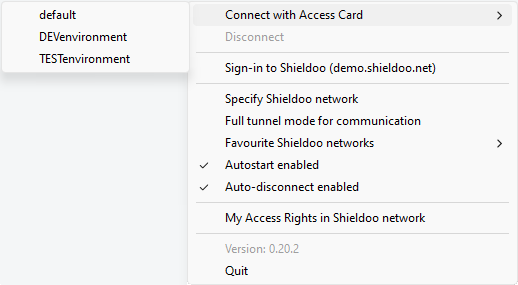 default
DEVenvironment
TESTenvironment
Connect with Access Card
Disconnect
Sign-in to Shieldoo (demo.shieldoo.net)
Specify Shieldoo network
Full tunnel mode for communication
Favourite Shieldoo networks
Autostart enabled
Auto-disconnect enabled
My Access Rights in Shieldoo network
Version: 0.20.2
Quit